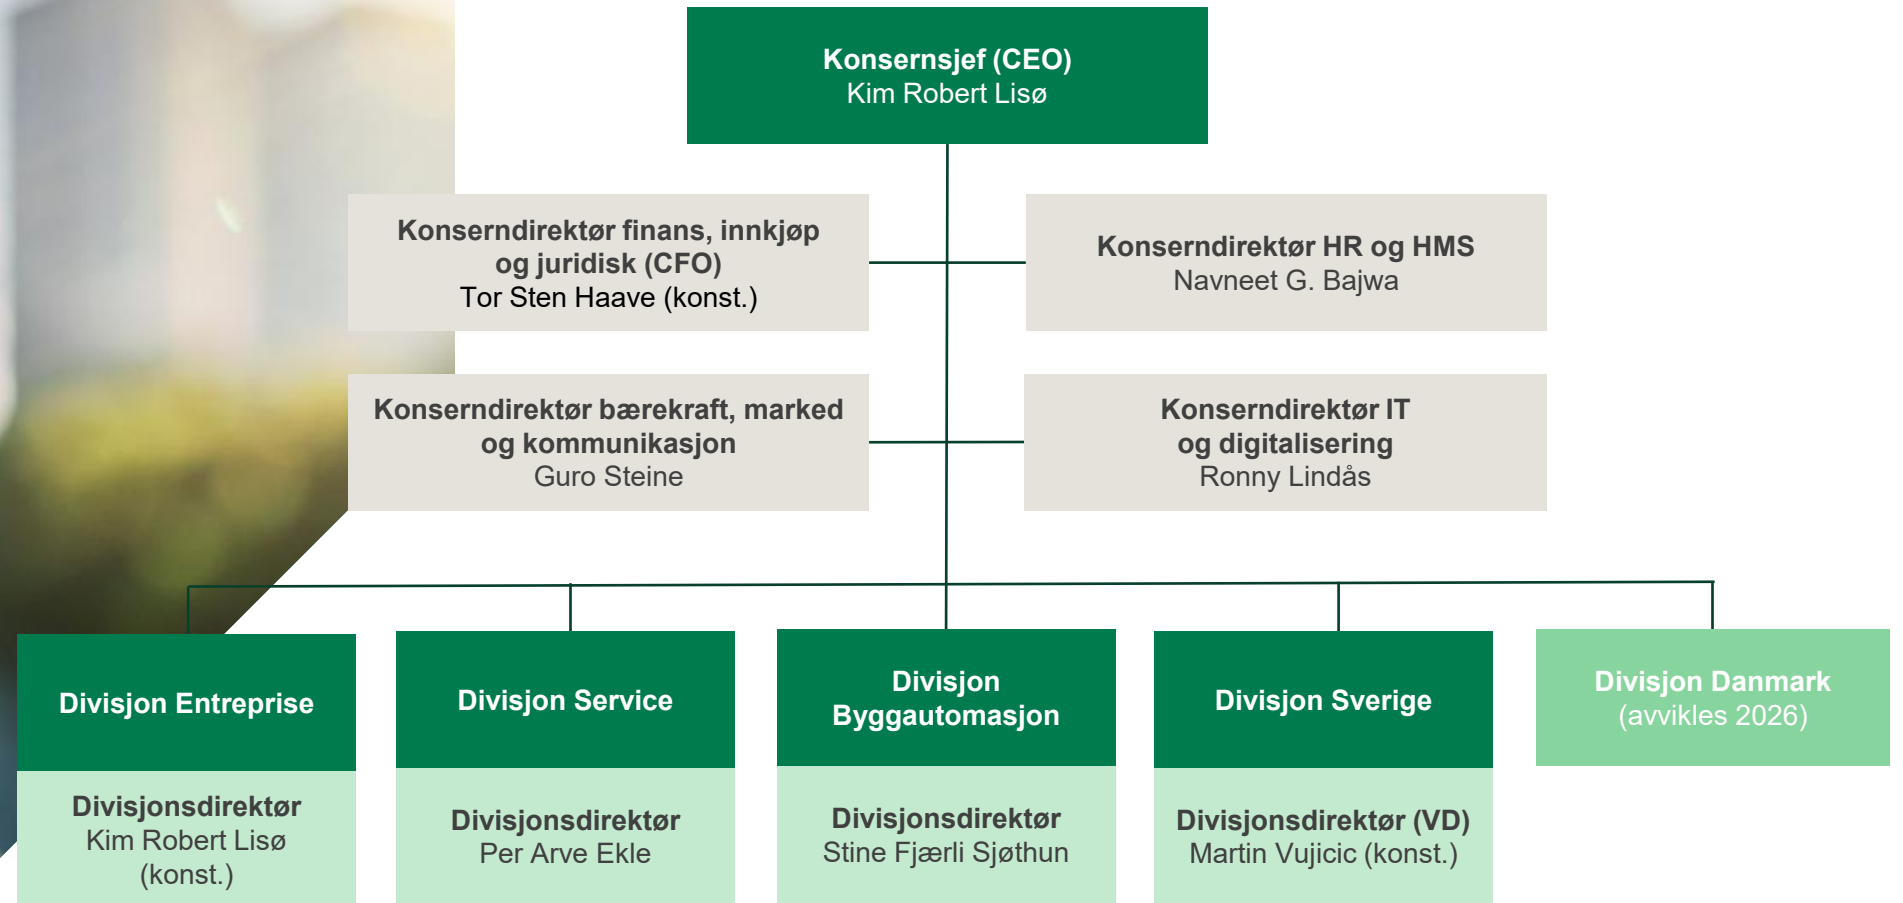 Konsernsjef (CEO)
Kim Robert Lisø
Konserndirektør finans, innkjøp
og juridisk (CFO)
Tor Sten Haave (konst.)
Konserndirektør HR og HMS
Navneet G. Bajwa
Konserndirektør bærekraft, marked
og kommunikasjon
Guro Steine
Konserndirektør IT
og digitalisering
Ronny Lindås
Divisjon Entreprise
Divisjonsdirektør
Kim Robert Lisø
(konst.)
Divisjon Service
Divisjonsdirektør
Per Arve Ekle
Divisjon
Byggautomasjon
Divisjonsdirektør
Stine Fjærli Sjøthun
Divisjon Sverige
Divisjonsdirektør (VD)
Martin Vujicic (konst.)
Divisjon Danmark
(avvikles 2026)